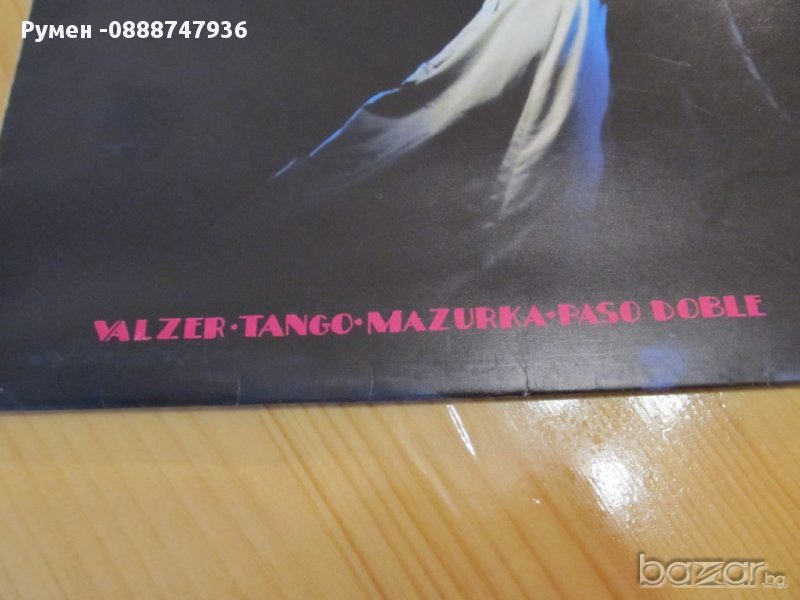 Румен -0888747936
VALZER•TANGO•MAZURKA•PASO DOBLE
bazar.bg